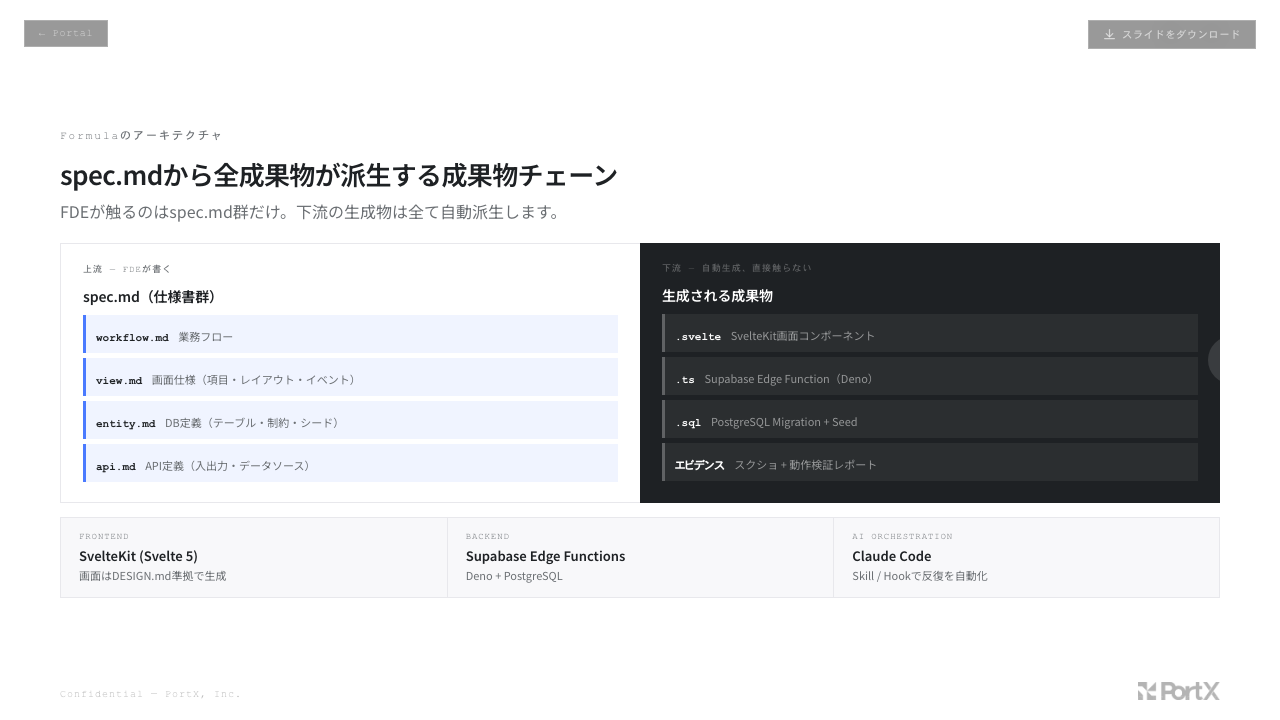 ← Portal
スライドをダウンロード
Formulaのアーキテクチャ
spec.mdから全成果物が派生する成果物チェーン
FDEが触るのはspec.md群だけ。下流の生成物は全て自動派生します。
上流 — FDEが書く
spec.md（仕様書群）
workflow.md 業務フロー
view.md 画面仕様（項目・レイアウト・イベント）
entity.md DB定義（テーブル・制約・シード）
api.md API定義（入出力・データソース）
下流 — 自動生成、直接触らない
生成される成果物
.svelte SvelteKit画面コンポーネント
.ts Supabase Edge Function（Deno）
.sql PostgreSQL Migration + Seed
エビデンス スクショ + 動作検証レポート
FRONTEND
SvelteKit (Svelte 5)
画面はDESIGN.md準拠で生成
BACKEND
Supabase Edge Functions
Deno + PostgreSQL
AI ORCHESTRATION
Claude Code
Skill / Hookで反復を自動化
Confidential — PortX, Inc.
PortX